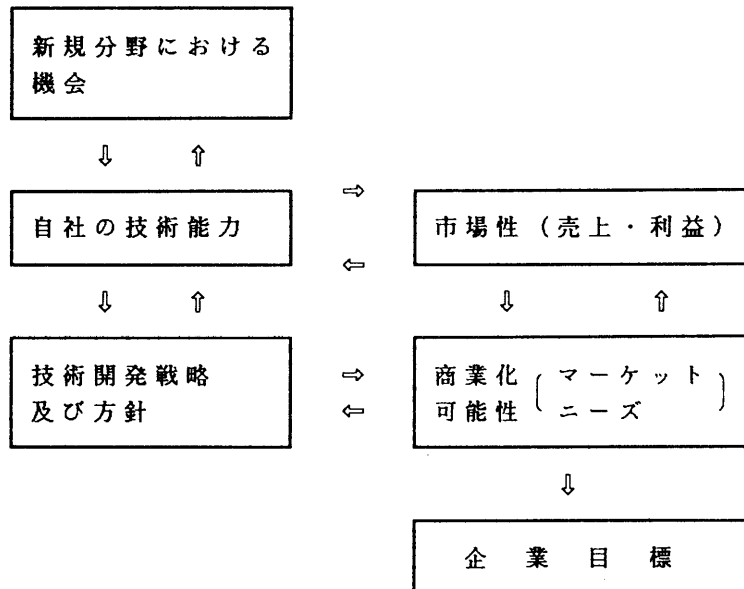 新規分野における
機会
⇩ ⇧
自社の技術能力
⇨
⇦
市場性（売上・利益）
⇩ ⇧
⇩ ⇧
技術開発戦略
及び方針
⇨
⇦
商業化
可能性
マーケット
ニーズ
⇩
企業目標